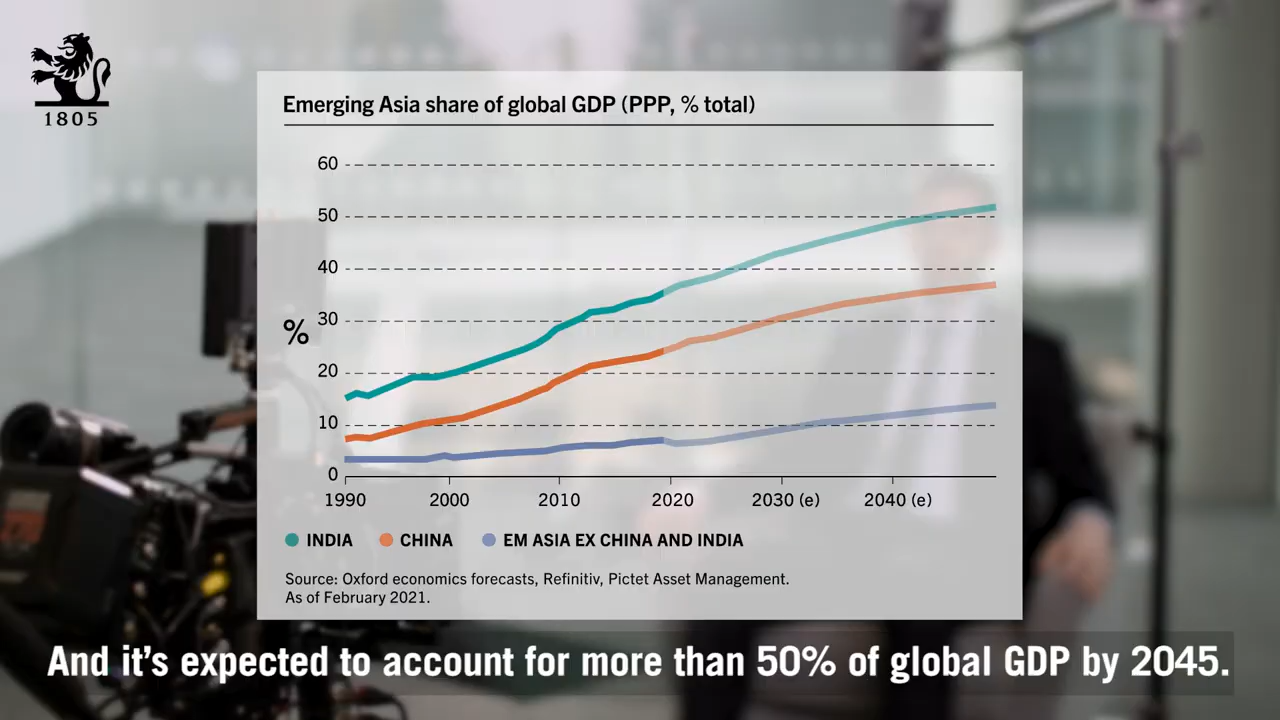 1805
Emerging Asia share of global GDP (PPP, % total)
60
50
40
30
20
10
0
%
1990 2000 2010 2020 2030 (e) 2040 (e)
INDIA CHINA EM ASIA EX CHINA AND INDIA
Source: Oxford economics forecasts, Refinitiv, Pictet Asset Management.
As of February 2021.
And it's expected to account for more than 50% of global GDP by 2045.